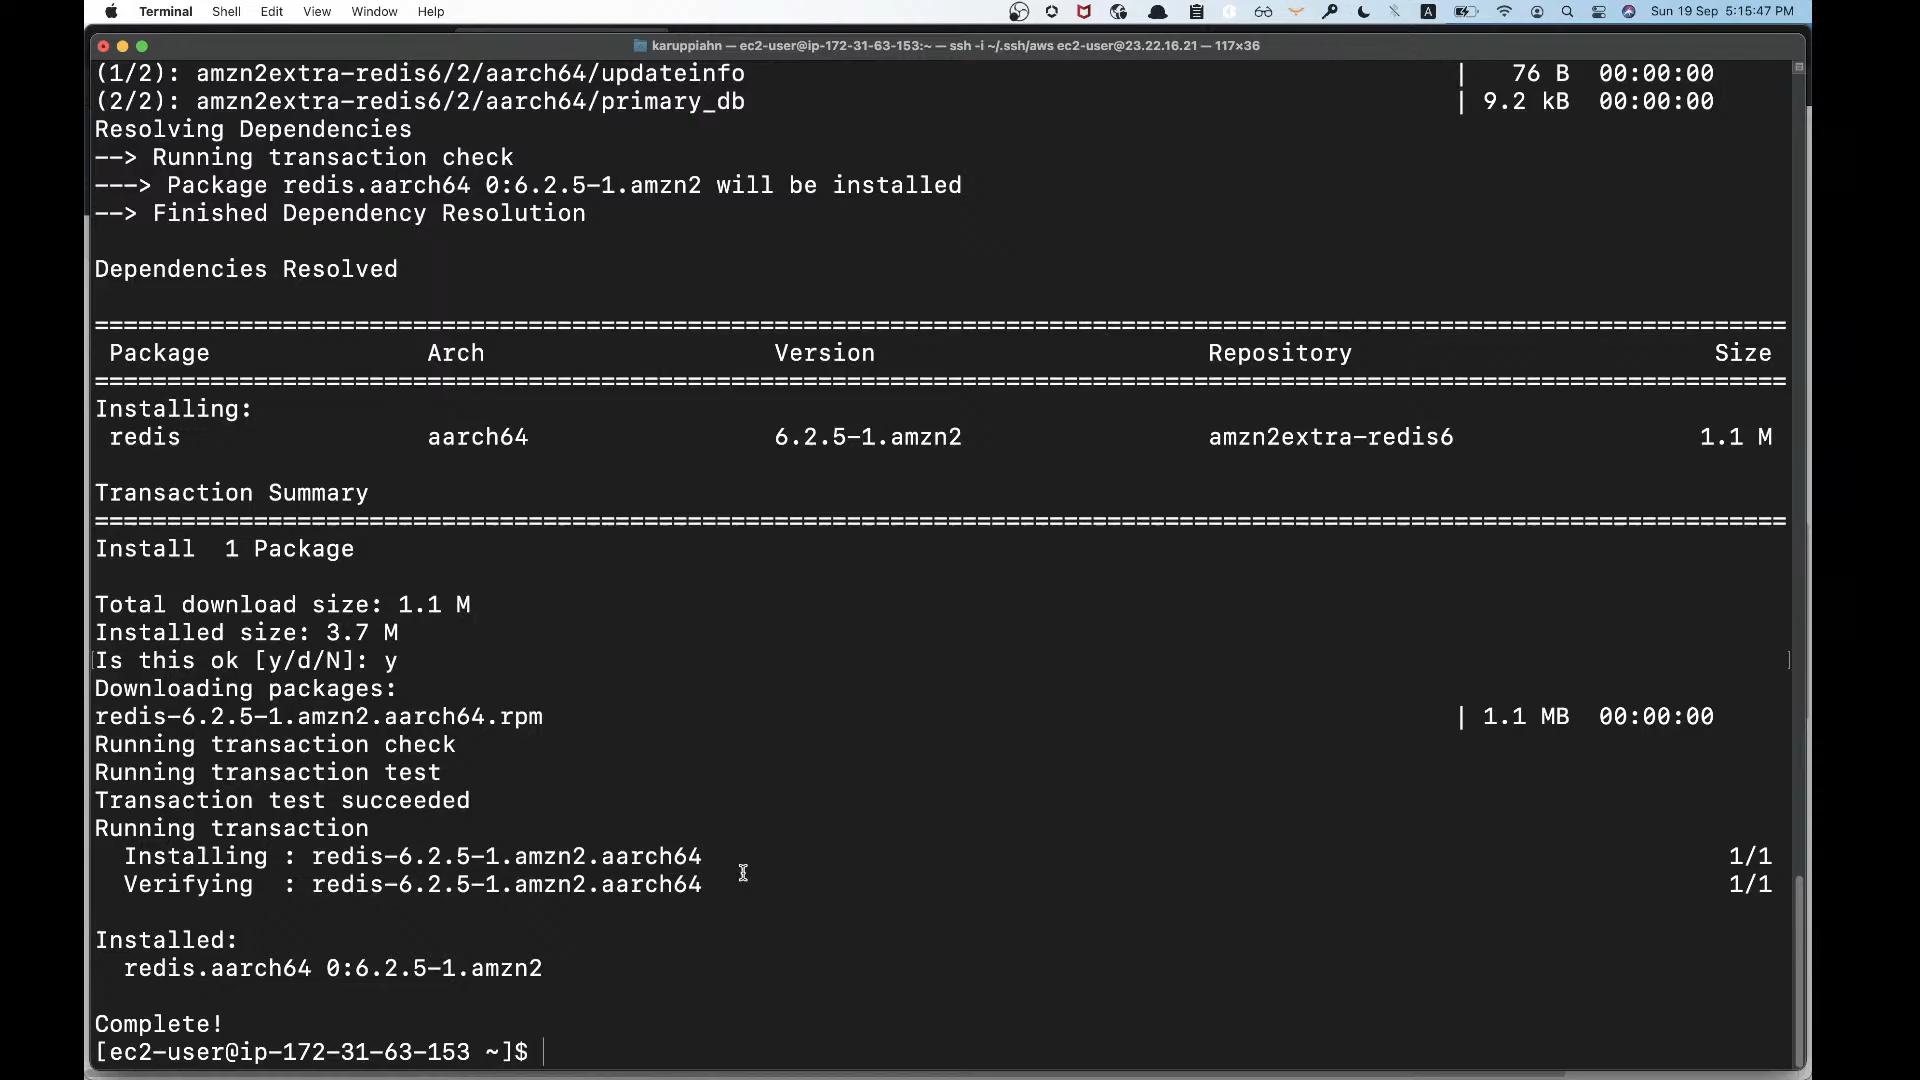 Terminal Shell Edit View Window Help A Sun 19 Sep 5:15:47 PM
karuppiahn — ec2-user@ip-172-31-63-153:~ — ssh -i ~/.ssh/aws ec2-user@23.22.16.21 — 117×36
(1/2): amzn2extra-redis6/2/aarch64/updateinfo | 76 B 00:00:00
(2/2): amzn2extra-redis6/2/aarch64/primary_db | 9.2 kB 00:00:00
Resolving Dependencies
--> Running transaction check
---> Package redis.aarch64 0:6.2.5-1.amzn2 will be installed
--> Finished Dependency Resolution
Dependencies Resolved
=====================================================================================================================
Package Arch Version Repository Size
=====================================================================================================================
Installing:
redis aarch64 6.2.5-1.amzn2 amzn2extra-redis6 1.1 M
Transaction Summary
=====================================================================================================================
Install 1 Package
Total download size: 1.1 M
Installed size: 3.7 M
[Is this ok [y/d/N]: y ]
Downloading packages:
redis-6.2.5-1.amzn2.aarch64.rpm | 1.1 MB 00:00:00
Running transaction check
Running transaction test
Transaction test succeeded
Running transaction
Installing : redis-6.2.5-1.amzn2.aarch64 1/1
Verifying : redis-6.2.5-1.amzn2.aarch64 1/1
Installed:
redis.aarch64 0:6.2.5-1.amzn2
Complete!
[ec2-user@ip-172-31-63-153 ~]$